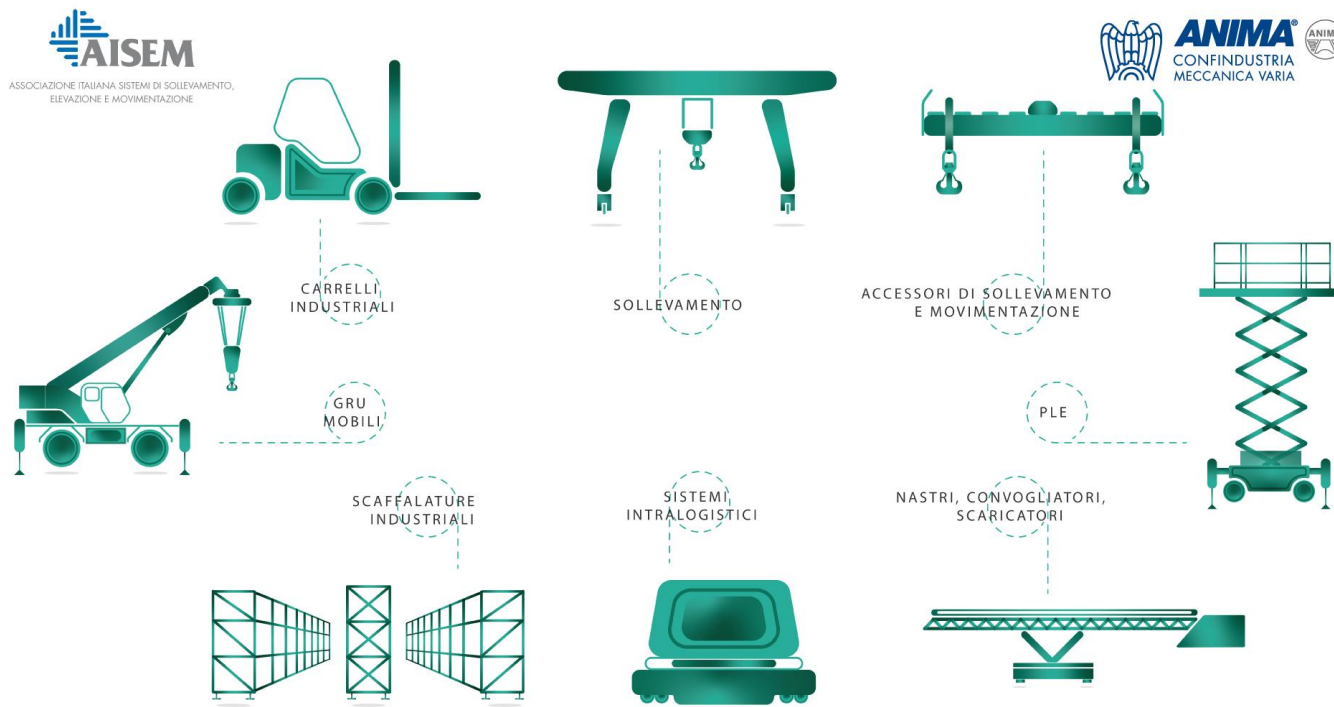 AISEM
ASSOCIAZIONE ITALIANA SISTEMI DI SOLLEVAMENTO,
ELEVAZIONE E MOVIMENTAZIONE
ANIMA®
CONFINDUSTRIA
MECCANICA VARIA
ANIMA
CARRELLI
INDUSTRIALI
SOLLEVAMENTO
ACCESSORI DI SOLLEVAMENTO
E MOVIMENTAZIONE
GRU
MOBILI
PLE
SCAFFALATURE
INDUSTRIALI
SISTEMI
INTRALOGISTICI
NASTRI, CONVOGLIATORI,
SCARICATORI